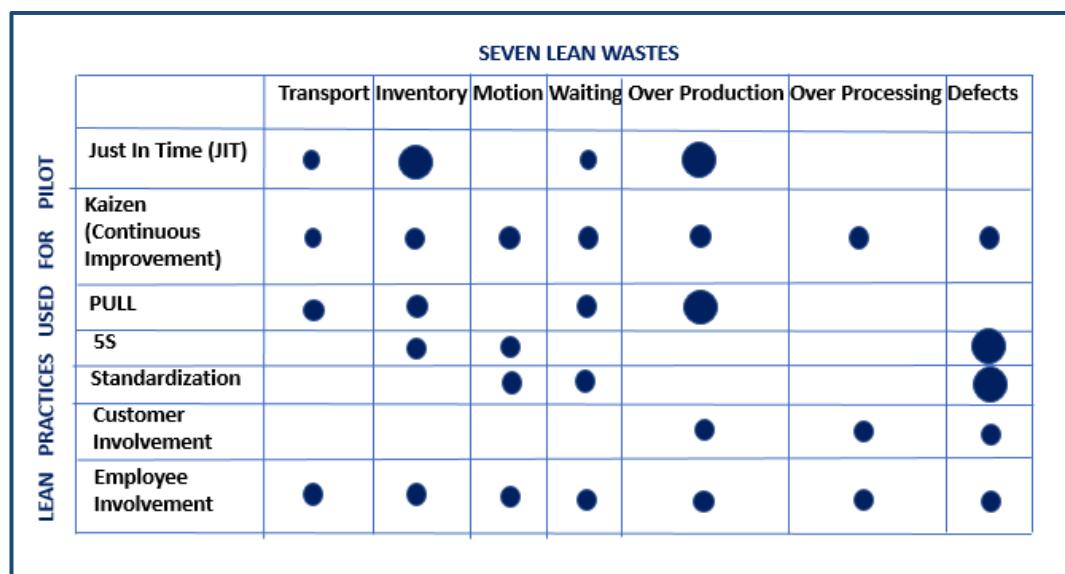 SEVEN LEAN WASTES
Transport Inventory Motion Waiting Over Production Over Processing Defects
LEAN PRACTICES USED FOR PILOT
Just In Time (JIT)
Kaizen
(Continuous
Improvement)
PULL
5S
Standardization
Customer
Involvement
Employee
Involvement